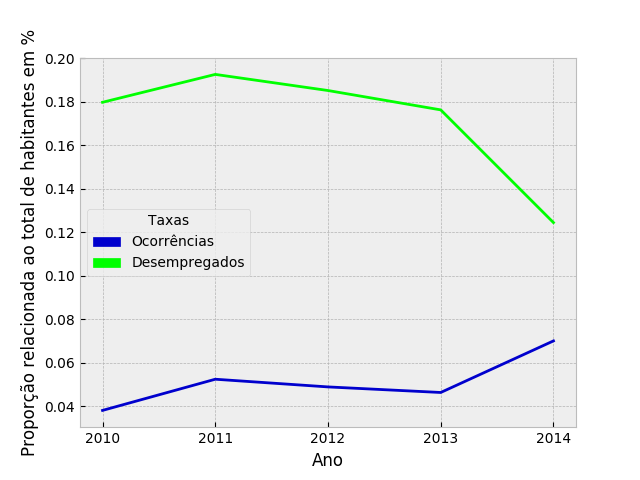 Proporção relacionada ao total de habitantes em %
0.20
0.18
0.16
0.14
0.12
0.10
0.08
0.06
0.04
Taxas
Ocorrências
Desempregados
2010 2011 2012 2013 2014
Ano